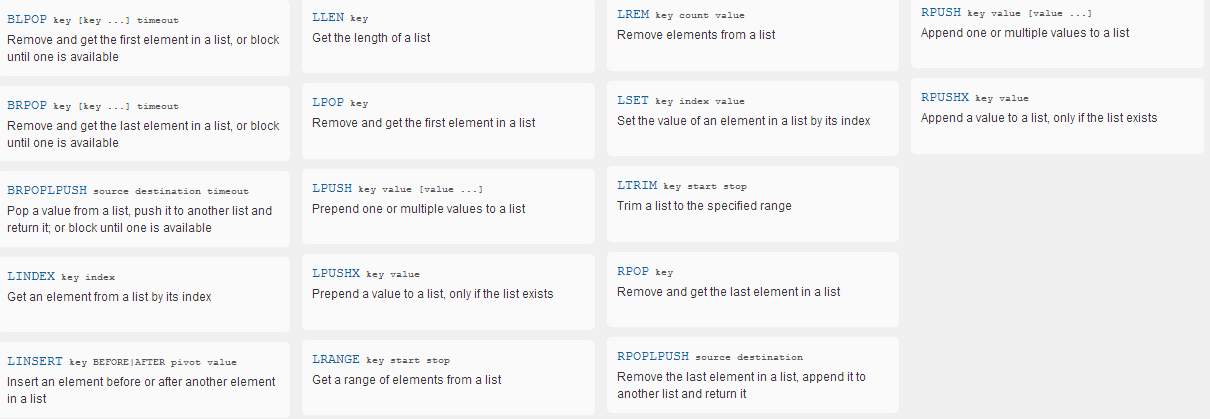 BLPOP key [key ...] timeout
Remove and get the first element in a list, or block
until one is available
BRPOP key [key ...] timeout
Remove and get the last element in a list, or block
until one is available
BRPOPLPUSH source destination timeout
Pop a value from a list, push it to another list and
return it; or block until one is available
LINDEX key index
Get an element from a list by its index
LINSERT key BEFORE|AFTER pivot value
Insert an element before or after another element
in a list
LLEN key
Get the length of a list
LPOP key
Remove and get the first element in a list
LPUSH key value [value ...]
Prepend one or multiple values to a list
LPUSHX key value
Prepend a value to a list, only if the list exists
LRANGE key start stop
Get a range of elements from a list
LREM key count value
Remove elements from a list
LSET key index value
Set the value of an element in a list by its index
LTRIM key start stop
Trim a list to the specified range
RPOP key
Remove and get the last element in a list
RPOPLPUSH source destination
Remove the last element in a list, append it to
another list and return it
RPUSH key value [value ...]
Append one or multiple values to a list
RPUSHX key value
Append a value to a list, only if the list exists